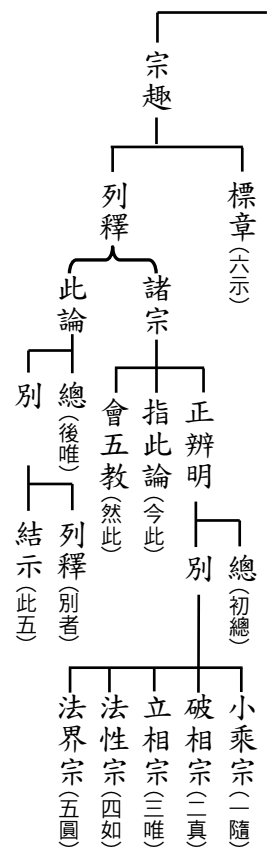 宗趣
標章(六示)
列釋
諸宗
正辨明
總(初總)
別
小乘宗(一隨)
破相宗(二真)
立相宗(三唯)
法性宗(四如)
法界宗(五圓)
指此論(今此)
會五教(然此)
此論
總(後唯)
別
列釋(別者)
結示(此五)